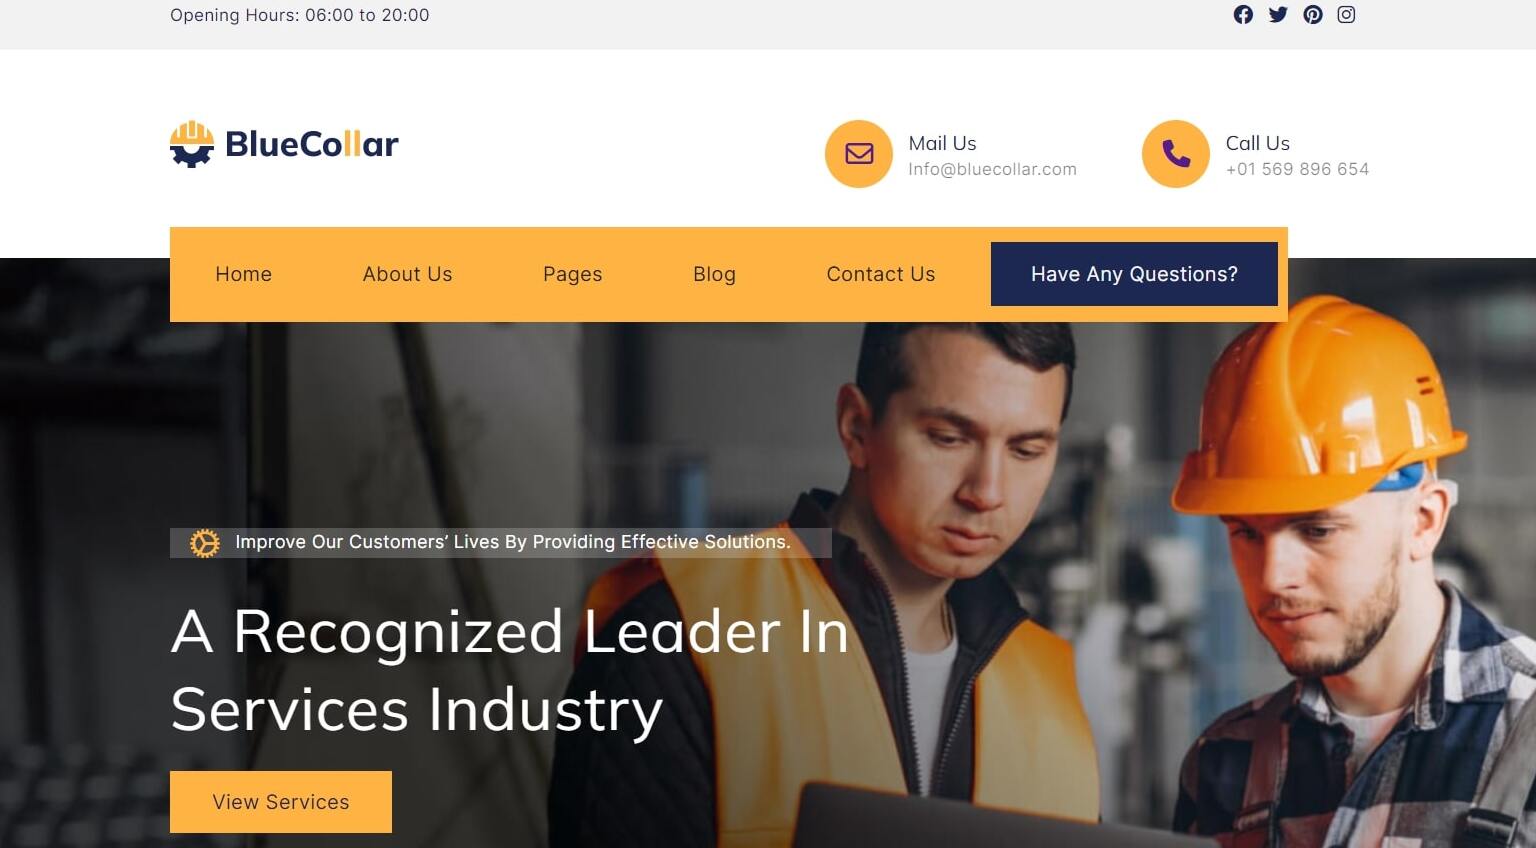 Opening Hours: 06:00 to 20:00
BlueCollar
Mail Us
Info@bluecollar.com
Call Us
+01 569 896 654
Home
About Us
Pages
Blog
Contact Us
Have Any Questions?
Improve Our Customers’ Lives By Providing Effective Solutions.
A Recognized Leader In
Services Industry
View Services